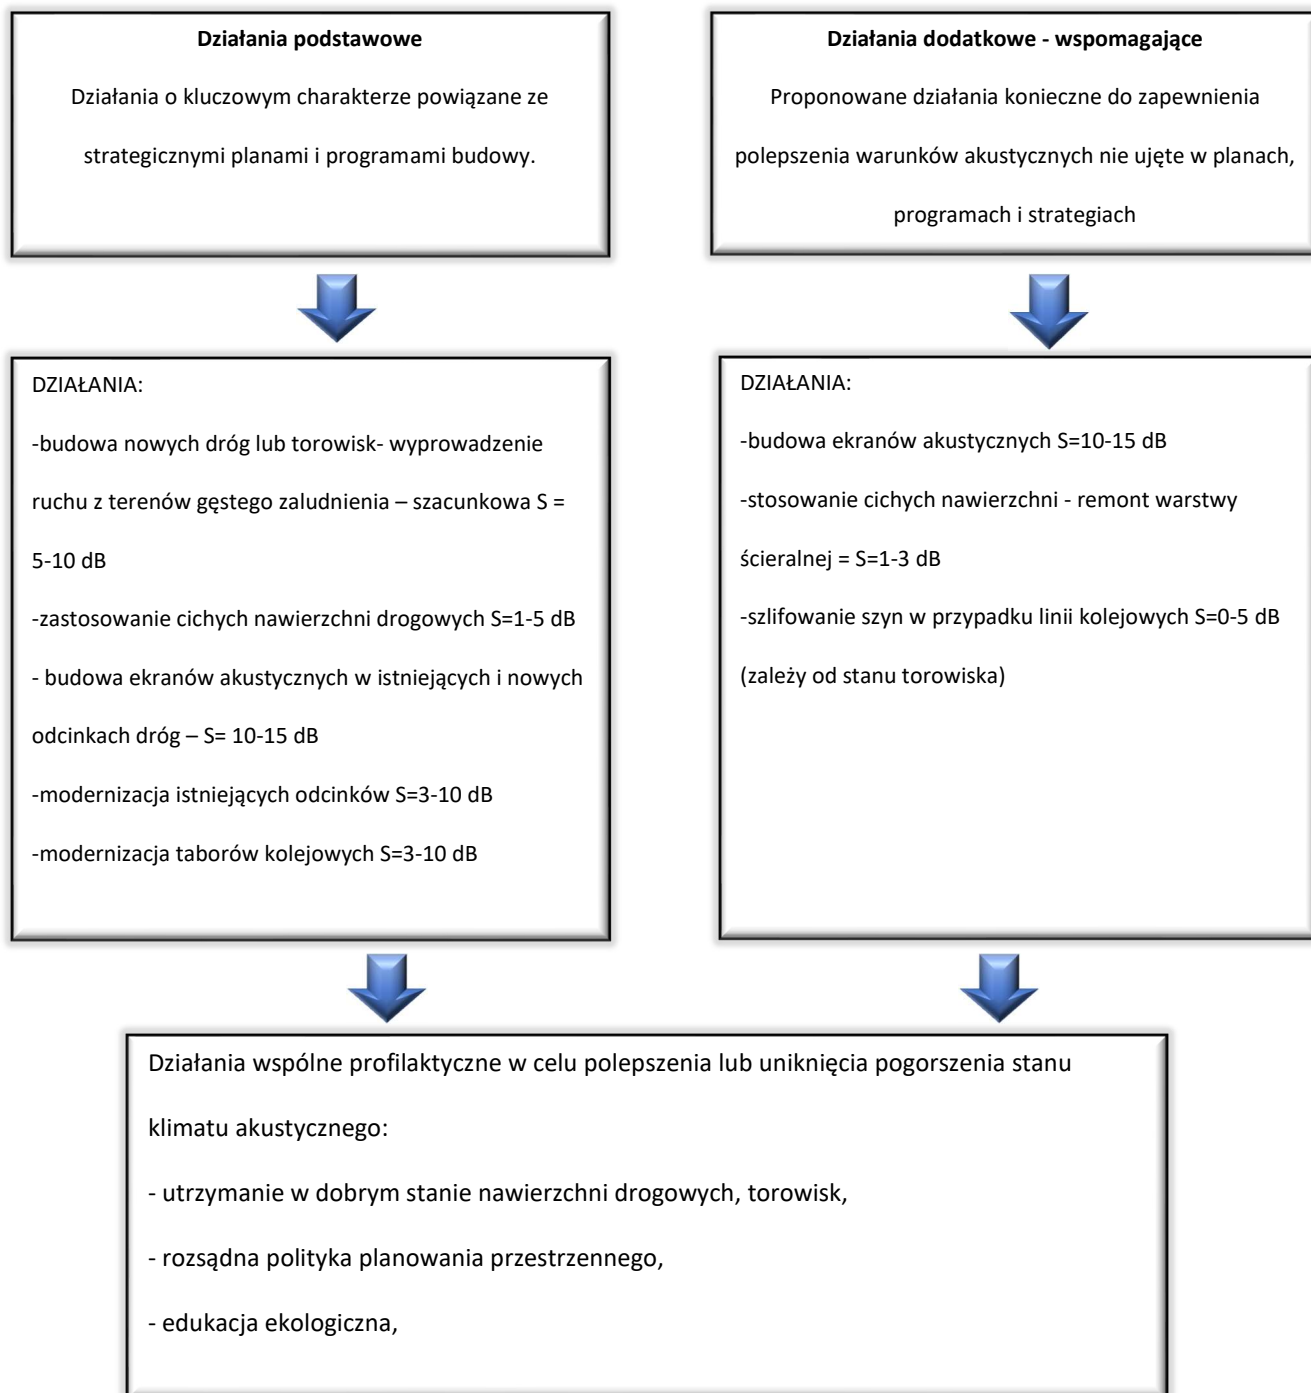 Działania podstawowe
Działania o kluczowym charakterze powiązane ze
strategicznymi planami i programami budowy.
Działania dodatkowe - wspomagające
Proponowane działania konieczne do zapewnienia
polepszenia warunków akustycznych nie ujęte w planach,
programach i strategiach
DZIAŁANIA:
-budowa nowych dróg lub torowisk- wyprowadzenie
ruchu z terenów gęstego zaludnienia – szacunkowa S =
5-10 dB
-zastosowanie cichych nawierzchni drogowych S=1-5 dB
- budowa ekranów akustycznych w istniejących i nowych
odcinkach dróg – S= 10-15 dB
-modernizacja istniejących odcinków S=3-10 dB
-modernizacja taborów kolejowych S=3-10 dB
DZIAŁANIA:
-budowa ekranów akustycznych S=10-15 dB
-stosowanie cichych nawierzchni - remont warstwy
ścieralnej = S=1-3 dB
-szlifowanie szyn w przypadku linii kolejowych S=0-5 dB
(zależy od stanu torowiska)
Działania wspólne profilaktyczne w celu polepszenia lub uniknięcia pogorszenia stanu
klimatu akustycznego:
- utrzymanie w dobrym stanie nawierzchni drogowych, torowisk,
- rozsądna polityka planowania przestrzennego,
- edukacja ekologiczna,